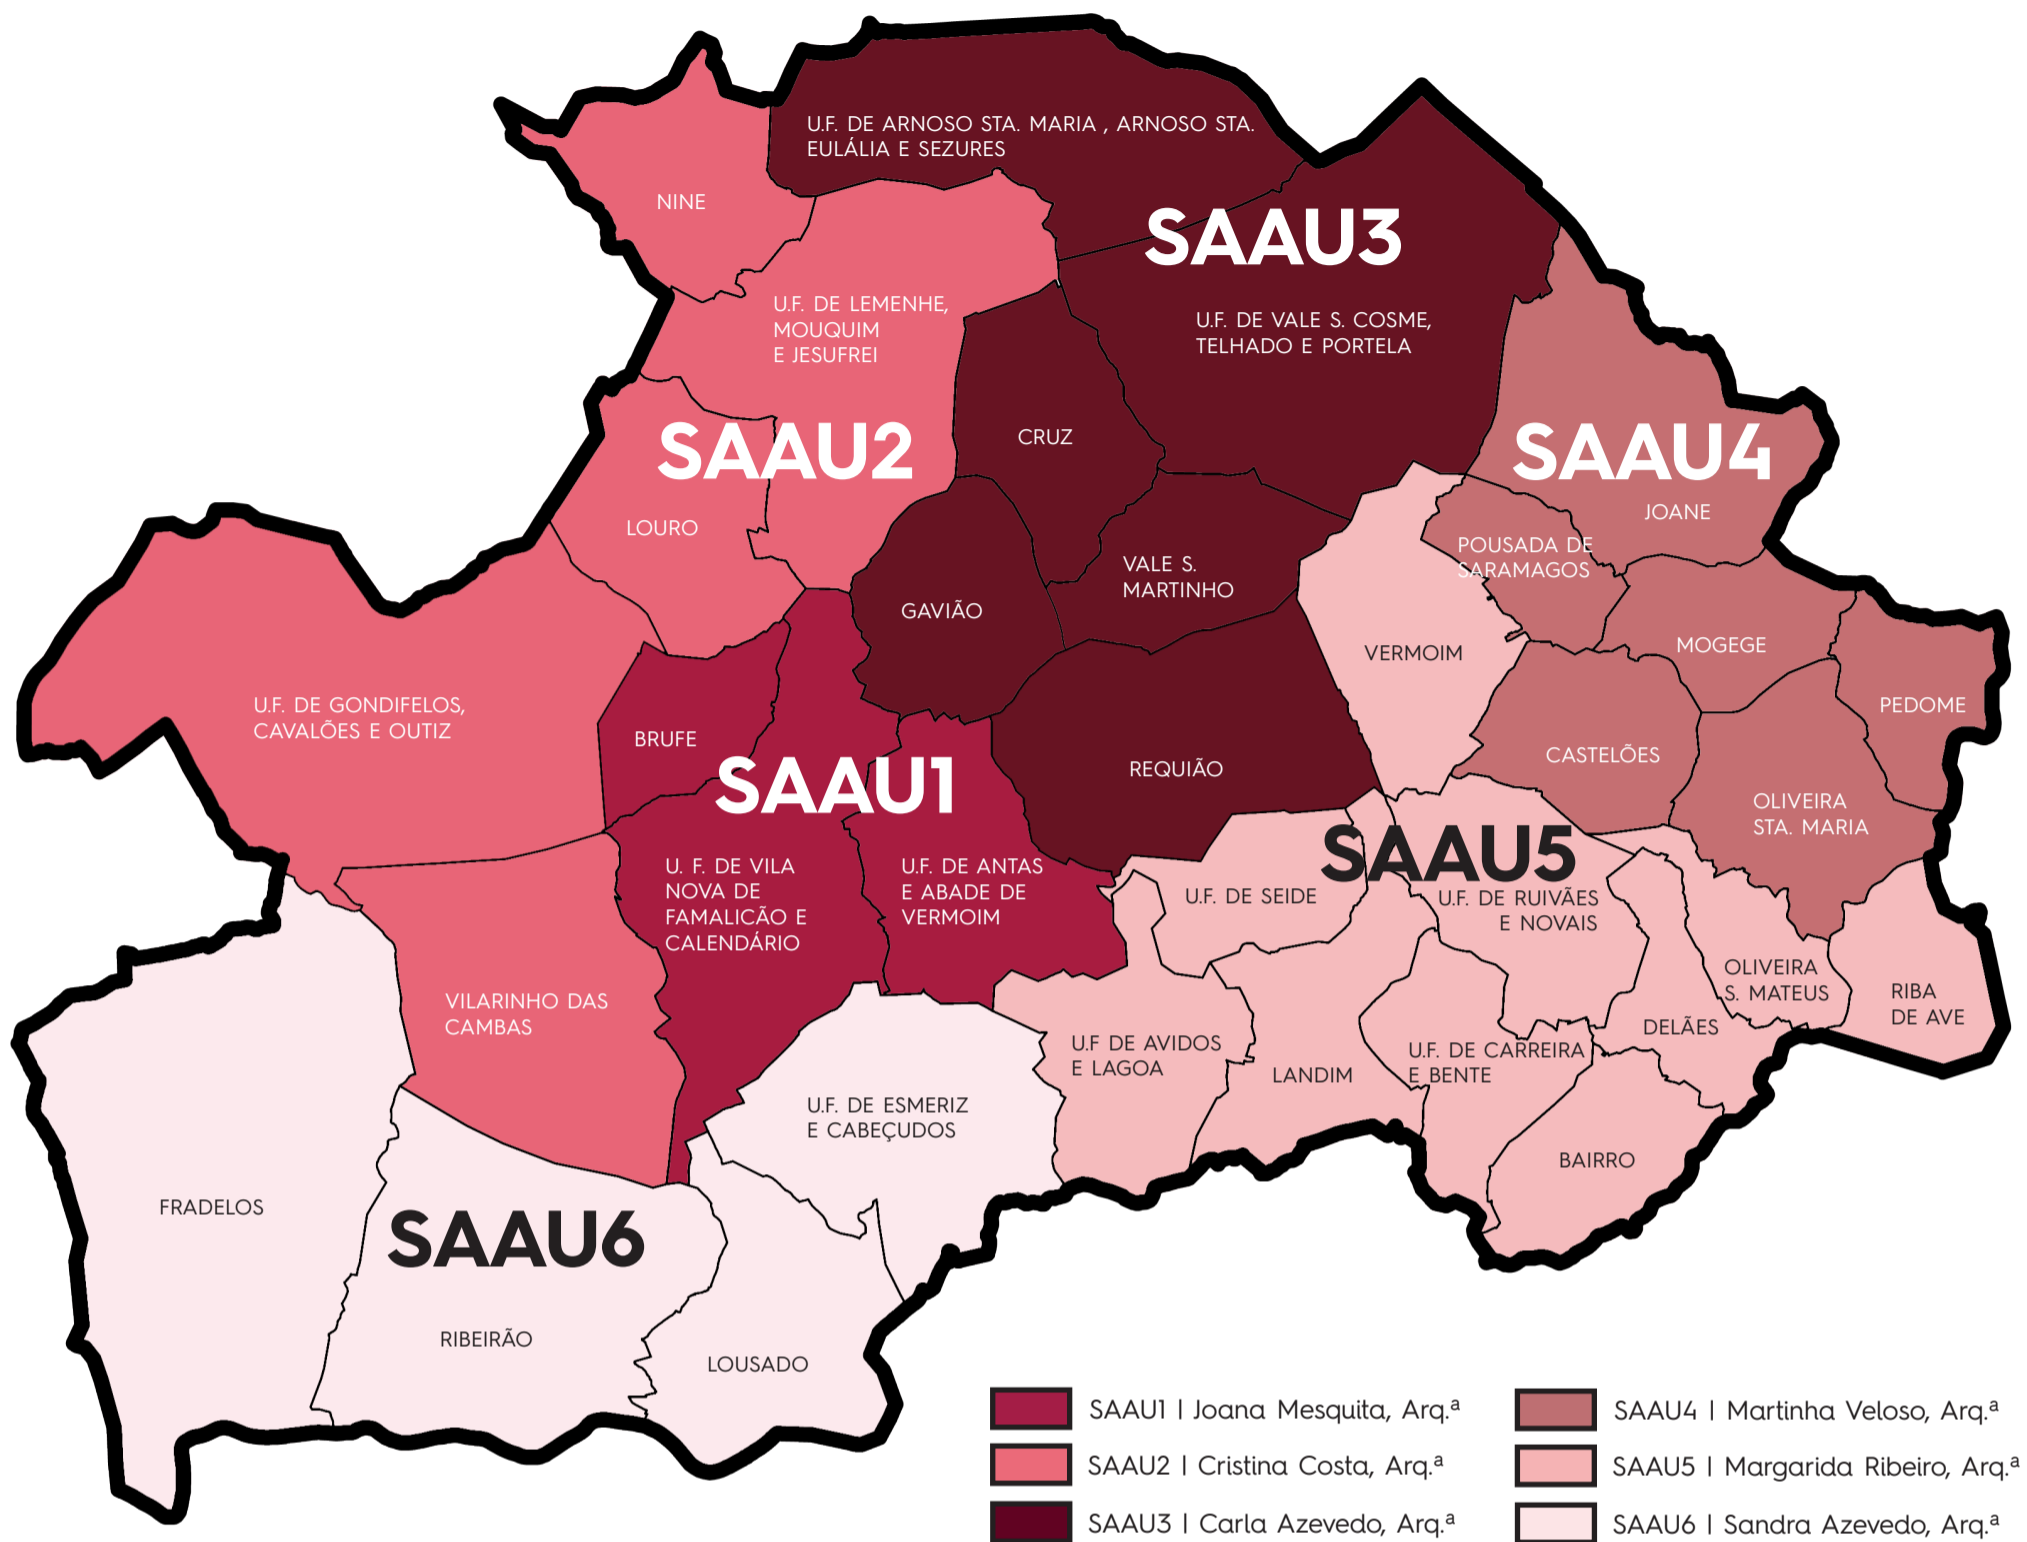 U.F. DE ARNOSO STA. MARIA , ARNOSO STA.
EULÁLIA E SEZURES
NINE
SAAU3
U.F. DE LEMENHE,
MOUQUIM
E JESUFREI
U.F. DE VALE S. COSME,
TELHADO E PORTELA
CRUZ
SAAU2
SAAU4
JOANE
LOURO
POUSADA DE
SARAMAGOS
VALE S.
MARTINHO
GAVIÃO
MOGEGE
VERMOIM
PEDOME
U.F. DE GONDIFELOS,
CAVALÕES E OUTIZ
BRUFE
CASTELÕES
REQUIÃO
SAAU1
OLIVEIRA
STA. MARIA
SAAU5
U. F. DE VILA
NOVA DE
FAMALICÃO E
CALENDÁRIO
U.F. DE ANTAS
E ABADE DE
VERMOIM
U.F. DE SEIDE
U.F. DE RUIVÃES
E NOVAIS
OLIVEIRA
S. MATEUS
RIBA
DE AVE
VILARINHO DAS
CAMBAS
DELÃES
U.F DE AVIDOS
E LAGOA
LANDIM
U.F. DE CARREIRA
E BENTE
U.F. DE ESMERIZ
E CABEÇUDOS
BAIRRO
FRADELOS
SAAU6
RIBEIRÃO
LOUSADO
SAAU1 | Joana Mesquita, Arq.ª
SAAU2 | Cristina Costa, Arq.ª
SAAU3 | Carla Azevedo, Arq.ª
SAAU4 | Martinha Veloso, Arq.ª
SAAU5 | Margarida Ribeiro, Arq.ª
SAAU6 | Sandra Azevedo, Arq.ª